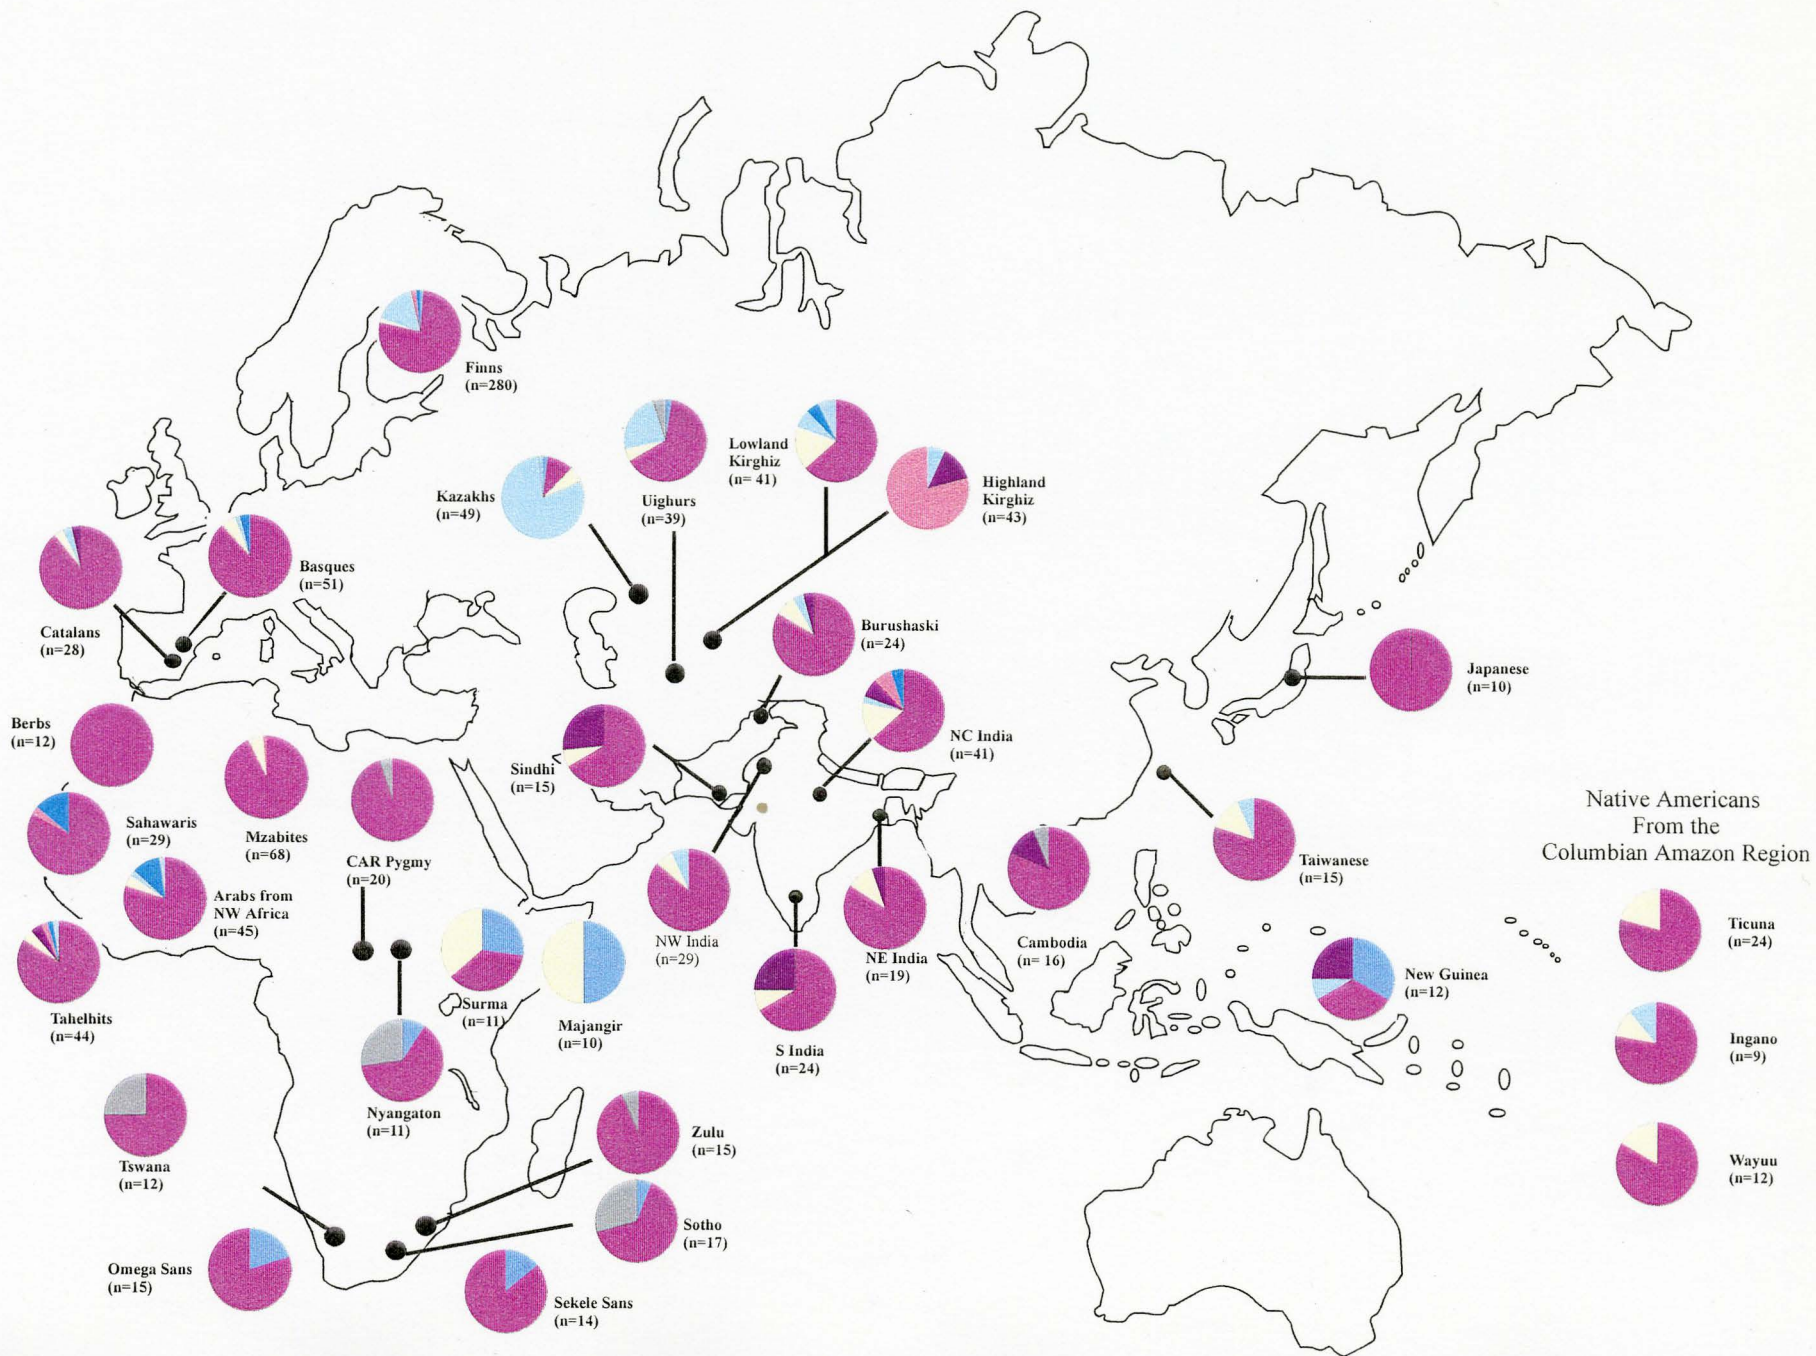 Finns
(n=280)
Kazakhs
(n=49)
Uighurs
(n=39)
Lowland
Kirghiz
(n= 41)
Highland
Kirghiz
(n=43)
Catalans
(n=28)
Basques
(n=51)
Burushaski
(n=24)
Japanese
(n=10)
Berbs
(n=12)
Mzabites
(n=68)
CAR Pygmy
(n=20)
Sindhi
(n=15)
NC India
(n=41)
Sahawaris
(n=29)
Arabs from
NW Africa
(n=45)
Tahelhits
(n=44)
Surma
(n=11)
Majangir
(n=10)
NW India
(n=29)
S India
(n=24)
NE India
(n=19)
Cambodia
(n= 16)
Taiwanese
(n=15)
New Guinea
(n=12)
Native Americans
From the
Columbian Amazon Region
Ticuna
(n=24)
Ingano
(n=9)
Wayuu
(n=12)
Nyangaton
(n=11)
Tswana
(n=12)
Zulu
(n=15)
Sotho
(n=17)
Omega Sans
(n=15)
Sekele Sans
(n=14)